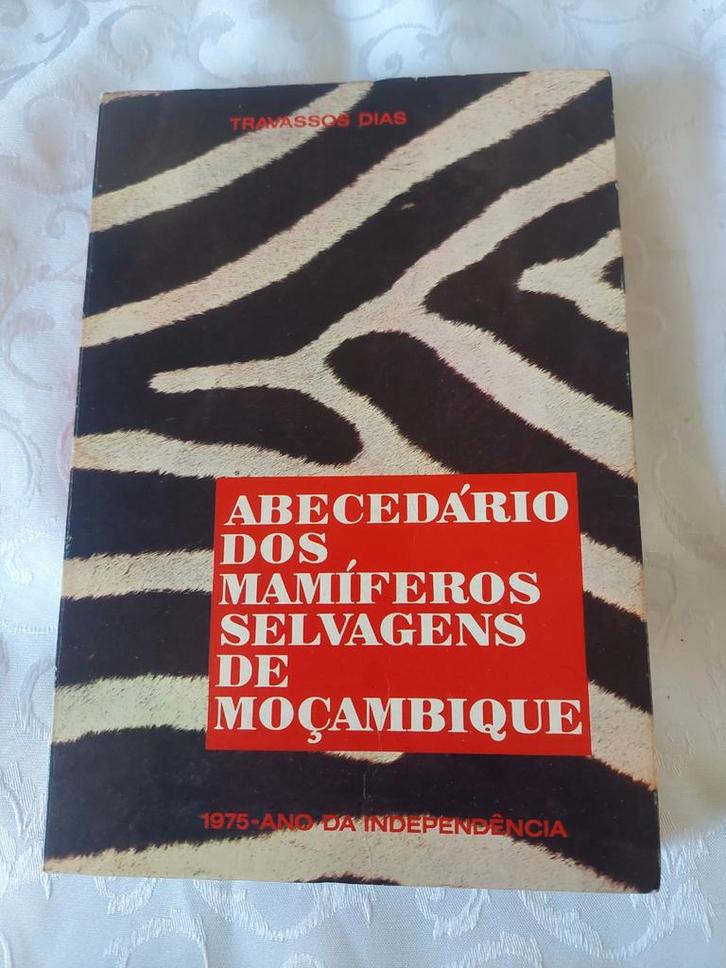 TRAVASSOS DIAS
ABECEDÁRIO
DOS
MAMÍFEROS
SELVAGENS
DE
MOÇAMBIQUE
1975-ANO DA INDEPENDÊNCIA